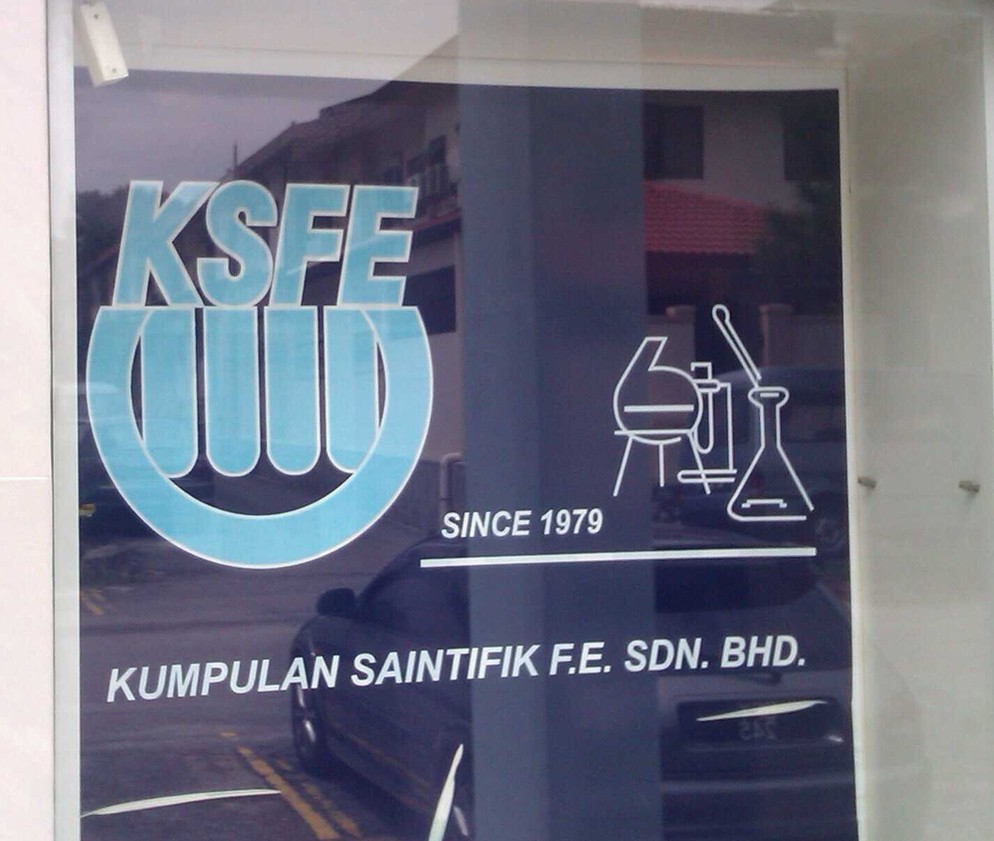 KSFE
SINCE 1979
KUMPULAN SAINTIFIK F.E. SDN. BHD.